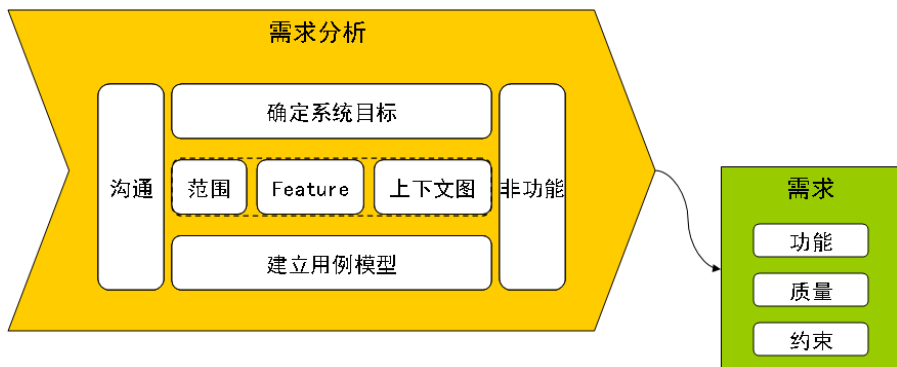 需求分析
确定系统目标
沟通
范围
Feature
上下文图
非功能
建立用例模型
需求
功能
质量
约束